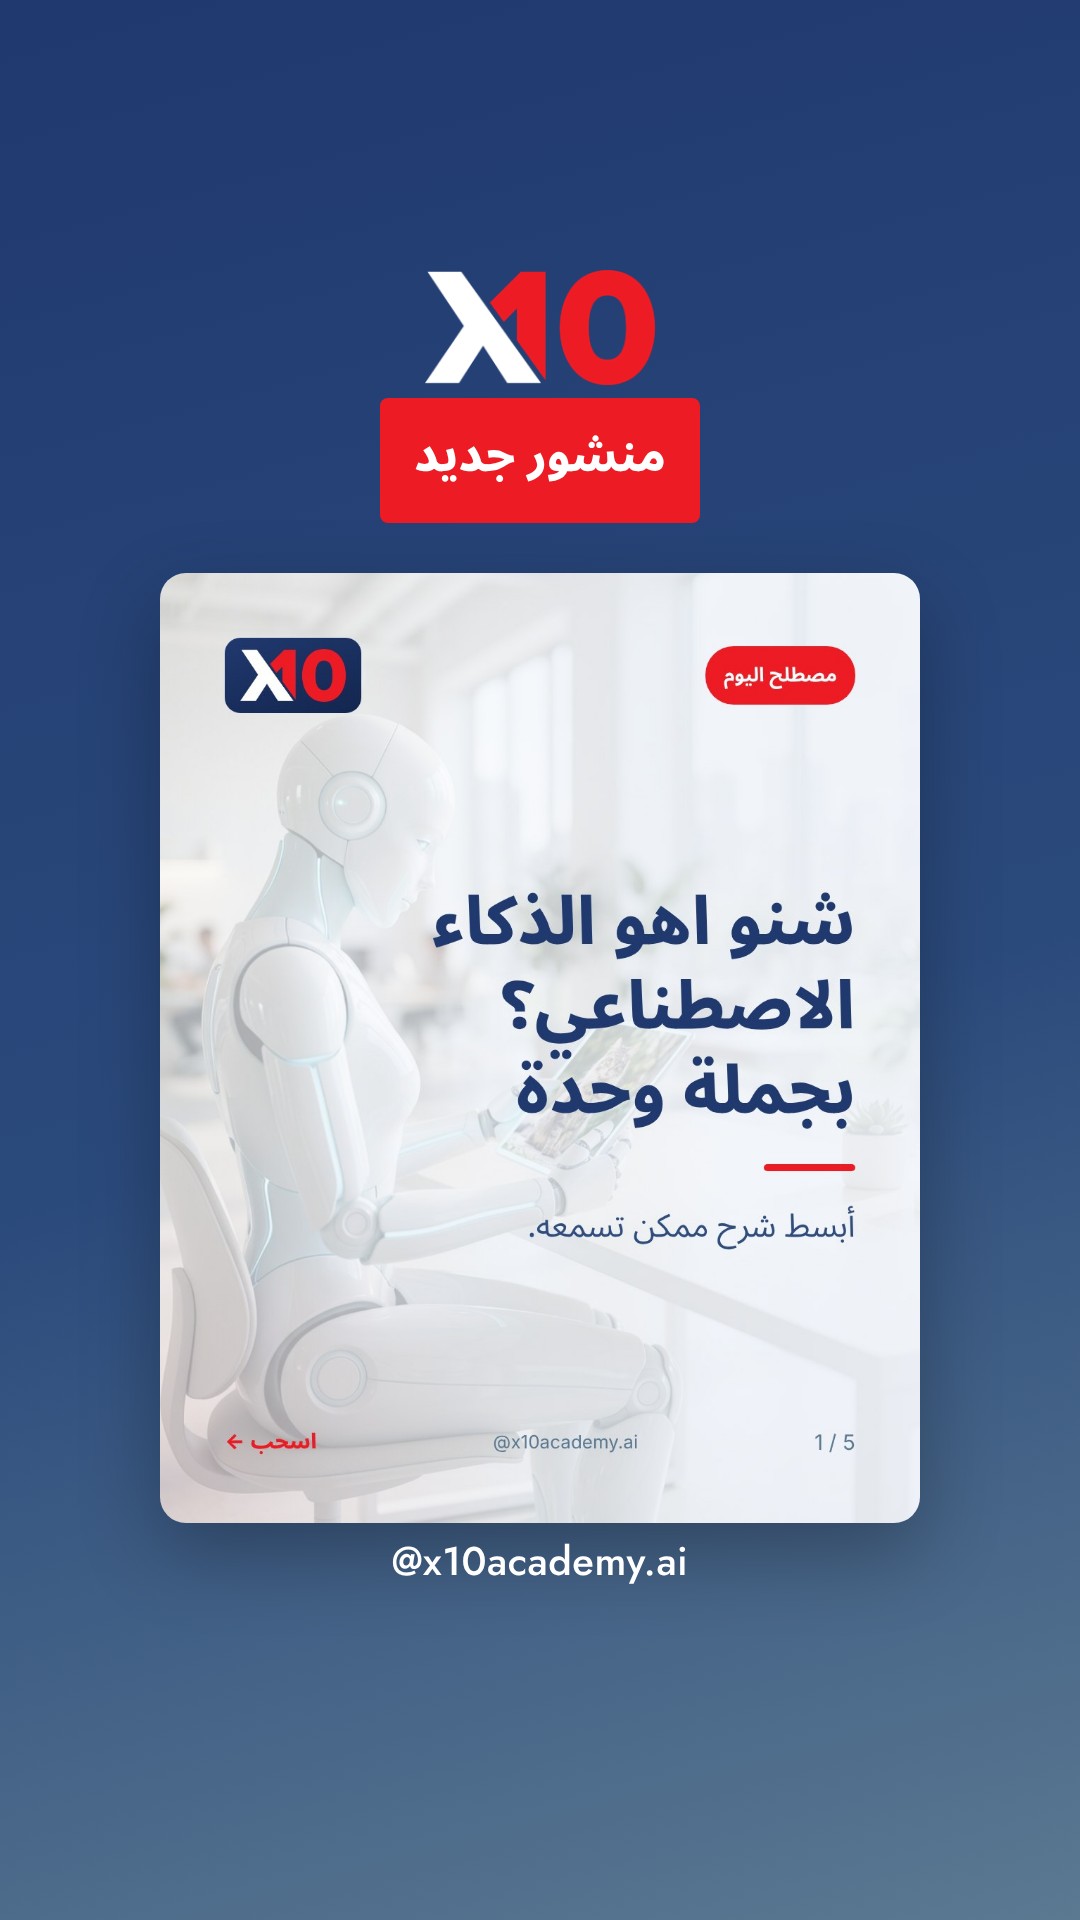 X10
منشور جديد
X10
مصطلح اليوم
شنو اهو الذكاء
الاصطناعي؟
بجملة وحدة
أبسط شرح ممكن تسمعه.
1 / 5
@x10academy.ai
اسحب ←
@x10academy.ai